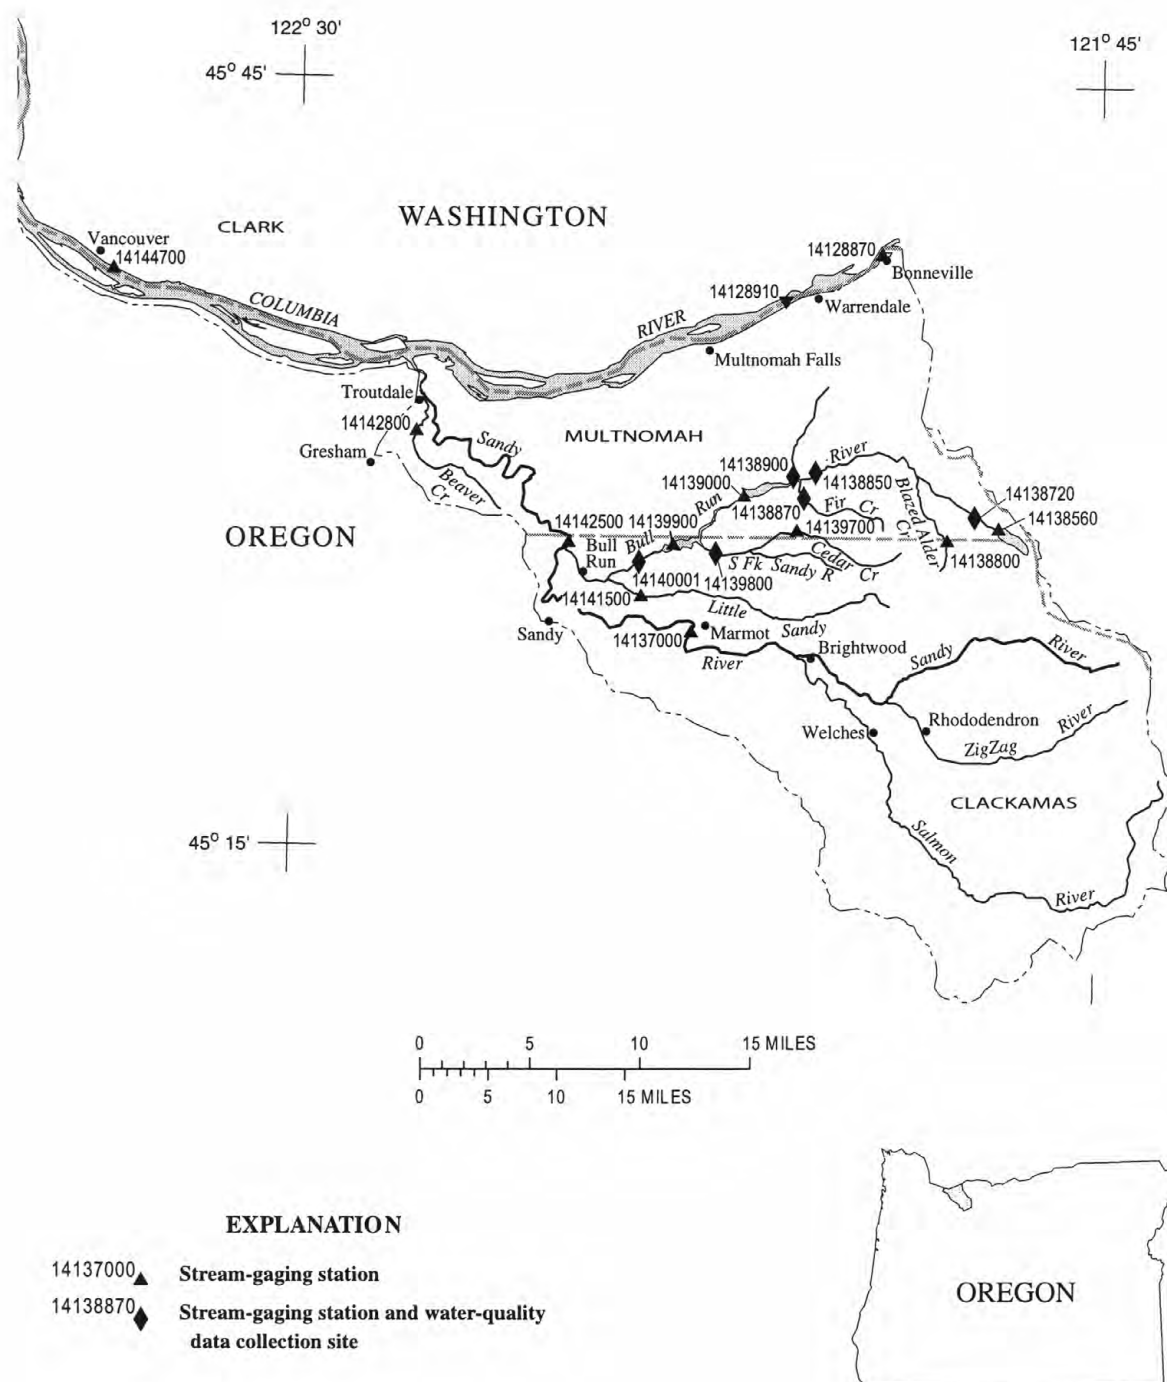 122° 30'
45° 45'
121° 45'
WASHINGTON
CLARK
Vancouver
14144700
COLUMBIA
RIVER
14128870
Bonneville
14128910
Warrendale
Multnomah Falls
Troutdale
14142800
Gresham
Beaver
Cr
Sandy
MULTNOMAH
OREGON
14138900
14139000
River
14138850
Run
14138870
Fir Cr
Blazed Alder
Cr
14138720
14138560
14142500
14139900
14139700
Bull
Run
Bull
Cedar
Cr
14138800
S Fk Sandy R
14139800
14140001
14141500
Little
Sandy
Sandy
14137000
Marmot
River
Brightwood
Sandy
River
Rhododendron
River
Welches
ZigZag
CLACKAMAS
45° 15'
Salmon
River
0 5 10 15 MILES
0 5 10 15 MILES
EXPLANATION
14137000 Stream-gaging station
14138870 Stream-gaging station and water-quality
data collection site
OREGON